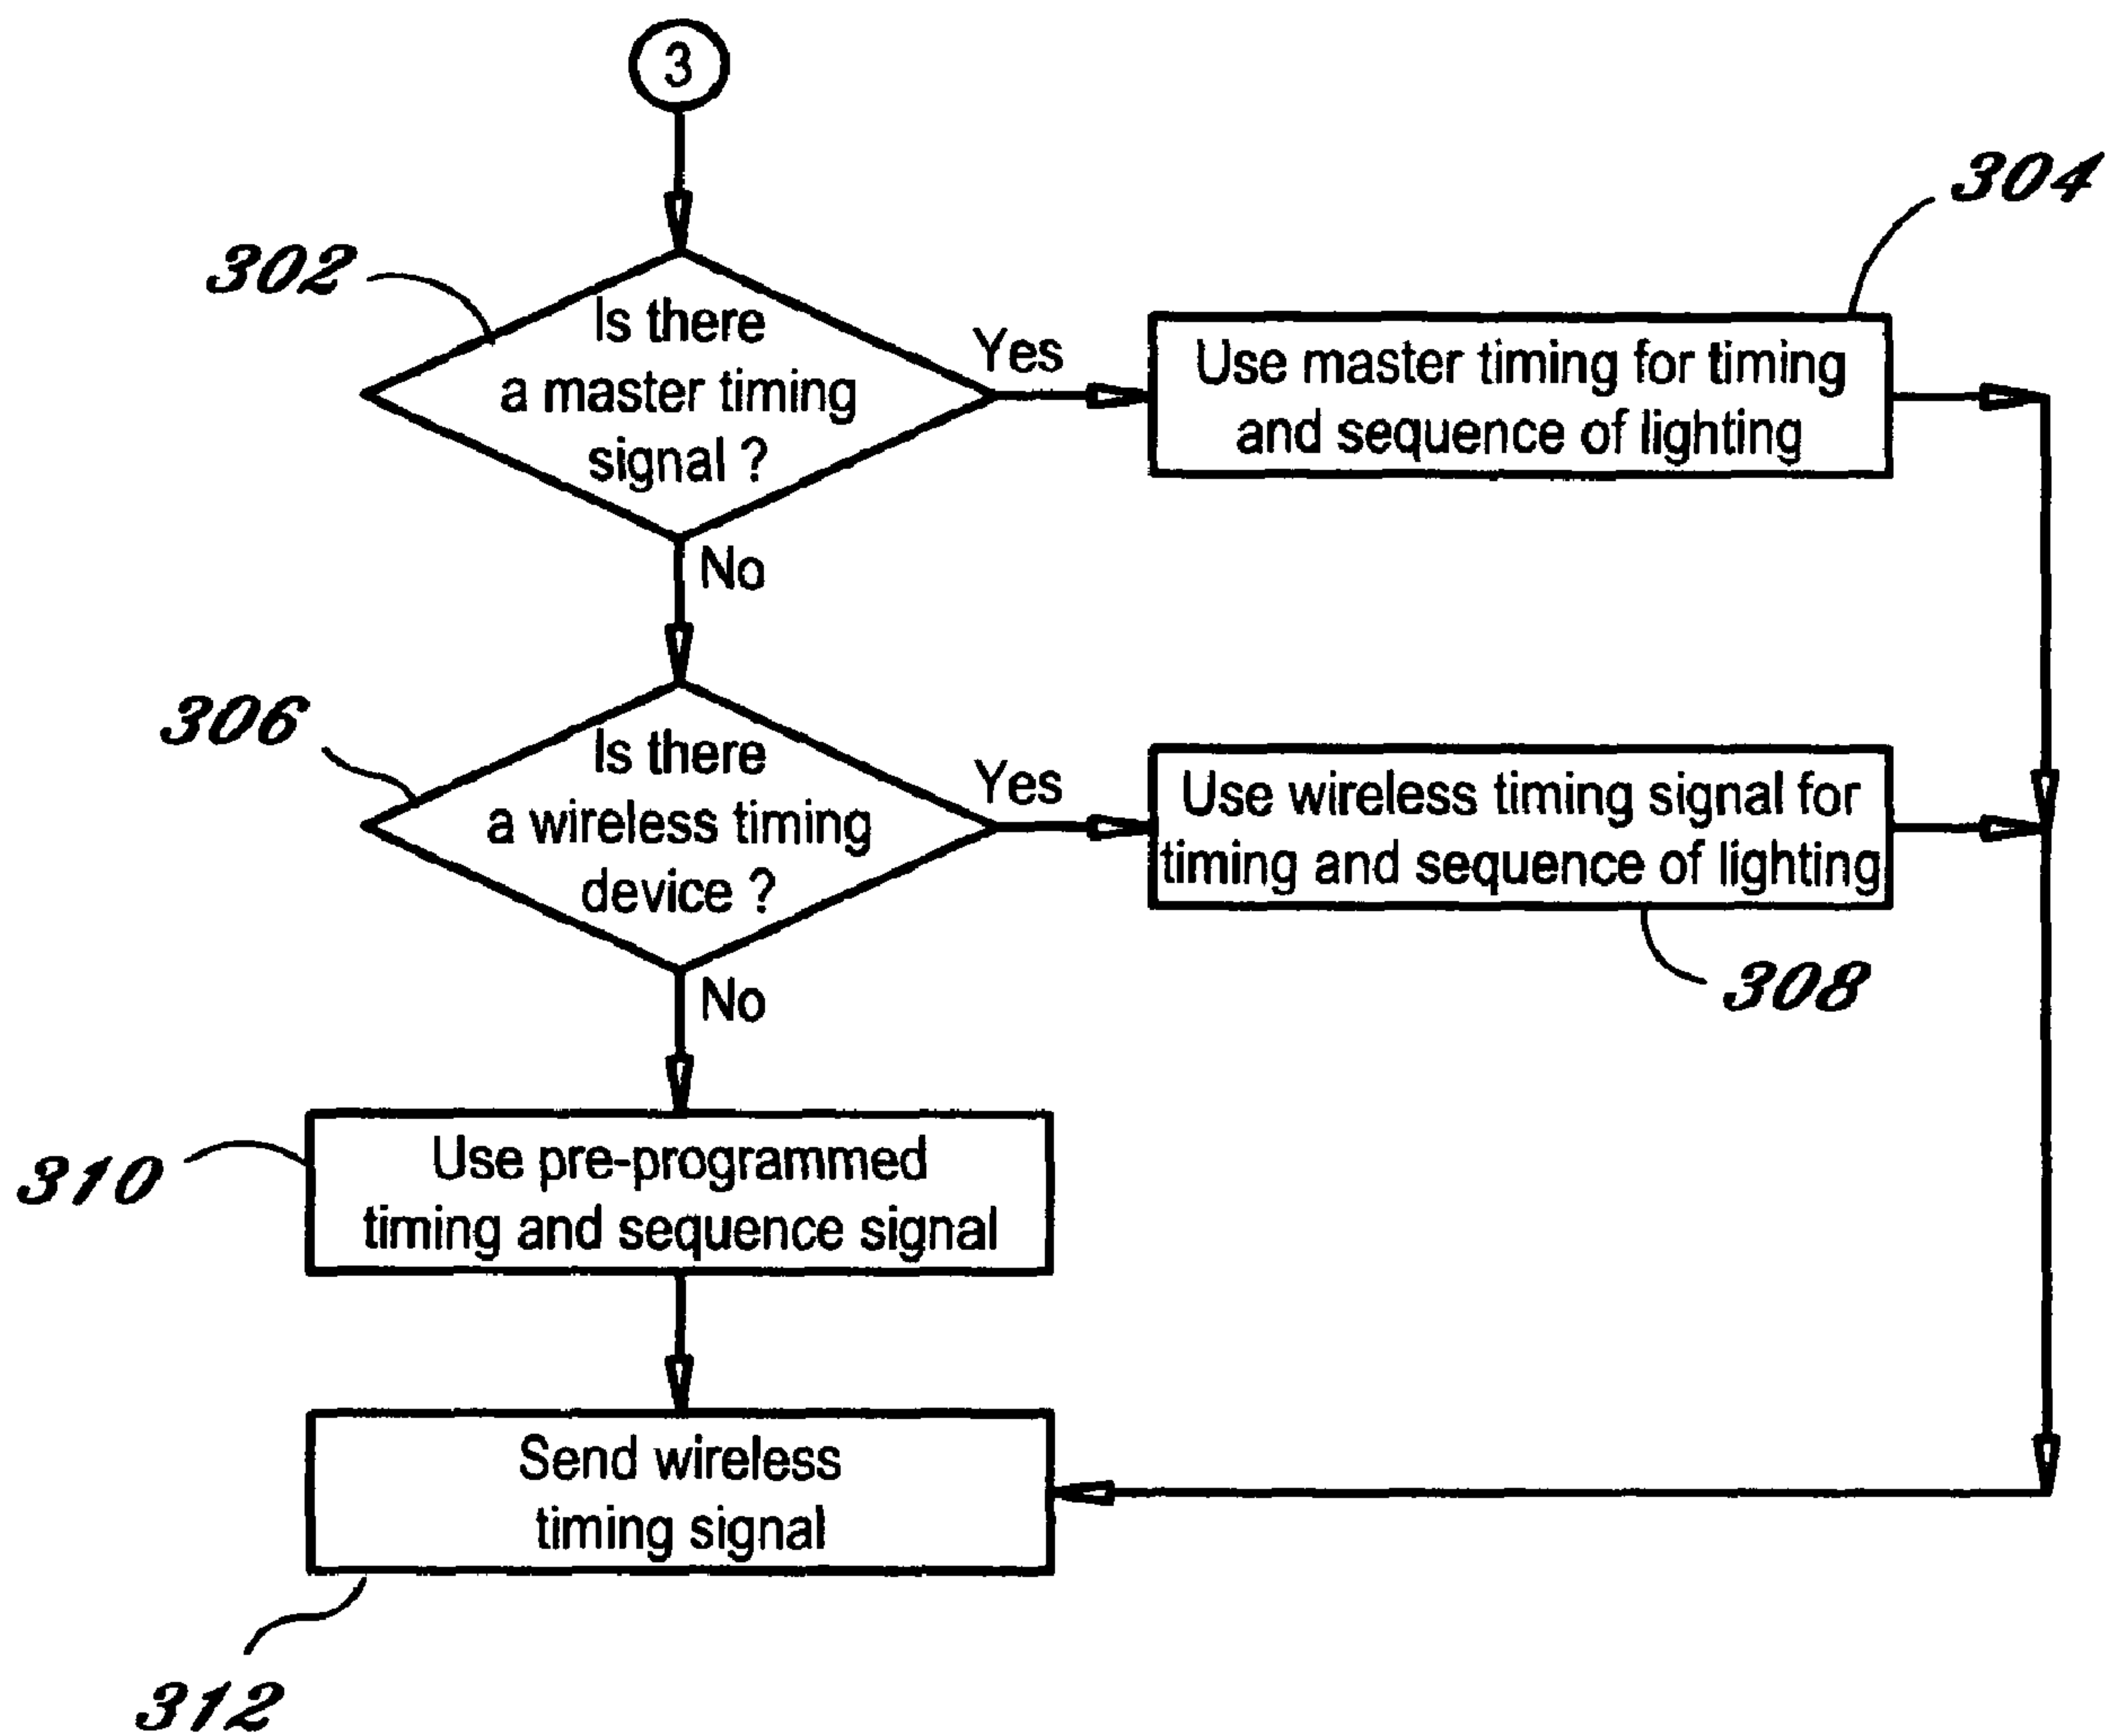 3
302
Is there
a master timing
signal ?
Yes
304
Use master timing for timing
and sequence of lighting
No
306
Is there
a wireless timing
device ?
Yes
Use wireless timing signal for
timing and sequence of lighting
308
No
310
Use pre-programmed
timing and sequence signal
Send wireless
timing signal
312